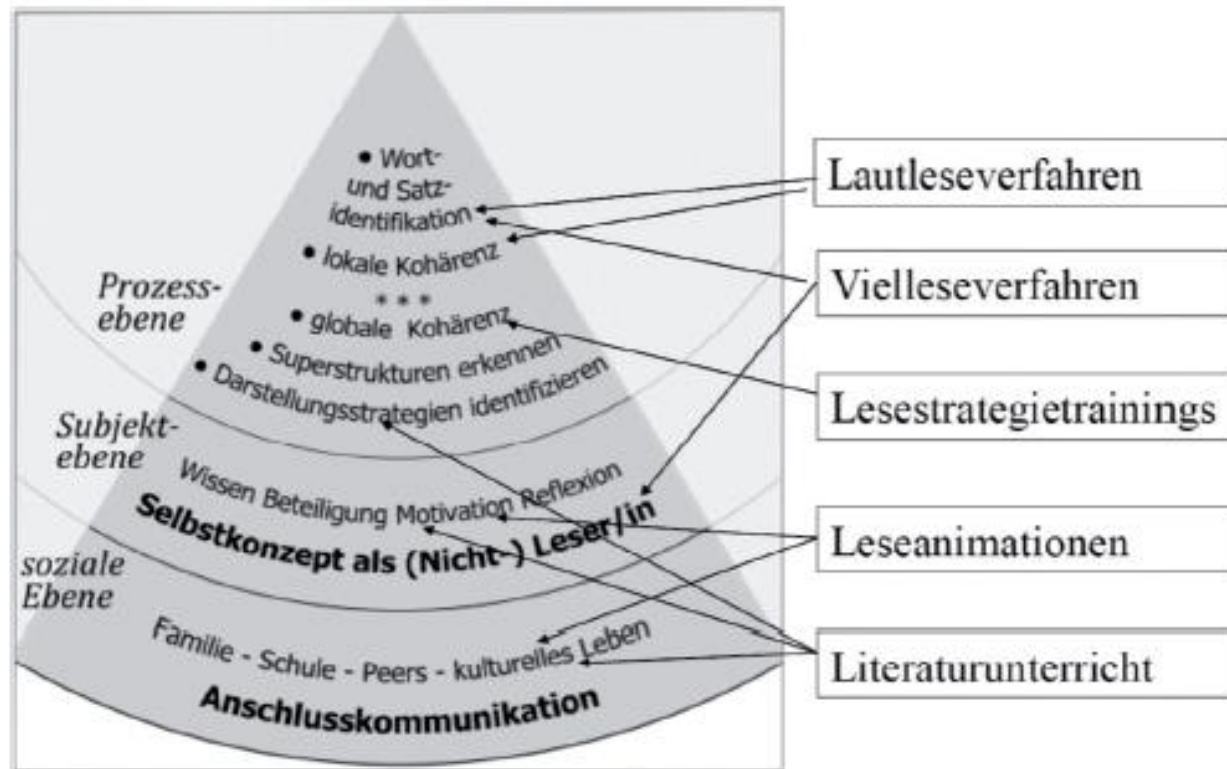 • Wort-
und Satz-
identifikation
• lokale Kohärenz
* * *
• globale Kohärenz
• Superstrukturen erkennen
• Darstellungsstrategien identifizieren
Prozess-
ebene
Subjekt-
ebene
Wissen Beteiligung Motivation Reflexion
Selbstkonzept als (Nicht-) Leser/in
soziale
Ebene
Familie - Schule - Peers - kulturelles Leben
Anschlusskommunikation
Lautleseverfahren
Vielleseverfahren
Lesestrategietrainings
Leseanimationen
Literaturunterricht